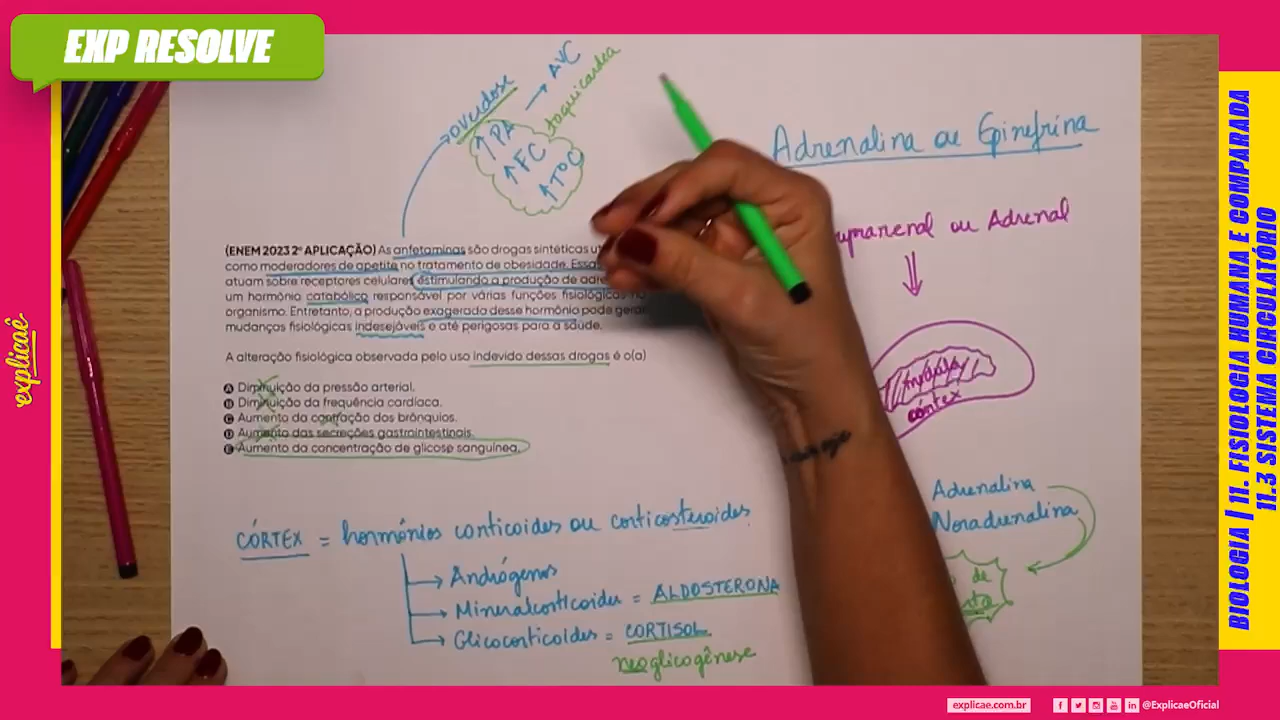 EXP RESOLVE
AVC
taquicardia
overdose
↑ PA
↑ FC
↑ T°C
Adrenalina ou Epinefrina
ou Adrenal
(ENEM 2023 2ª APLICAÇÃO) As anfetaminas são drogas sintéticas
como moderadores de apetite no tratamento de obesidade.
atuam sobre receptores celulares estimulando a produção de
um hormônio catabólico responsável por várias funções fisiológicas no
organismo. Entretanto, a produção exagerada desse hormônio pode gerar
mudanças fisiológicas indesejáveis e até perigosas para a saúde.
A alteração fisiológica observada pelo uso indevido dessas drogas é o(a)
A Diminuição da pressão arterial.
B Diminuição da frequência cardíaca.
C Aumento da contração dos brônquios.
D Aumento das secreções gastrointestinais.
E Aumento da concentração de glicose sanguínea.
medula
córtex
Adrenalina
Noradrenalina
de
CÓRTEX = hormônios corticoides ou corticosteroides
Andrógenos
Mineralcorticoides = ALDOSTERONA
Glicocorticoides = CORTISOL
neoglicogênese
explicaê
BIOLOGIA | 11. FISIOLOGIA HUMANA E COMPARADA
11.3 SISTEMA CIRCULATÓRIO
explicae.com.br
@ExplicaeOficial